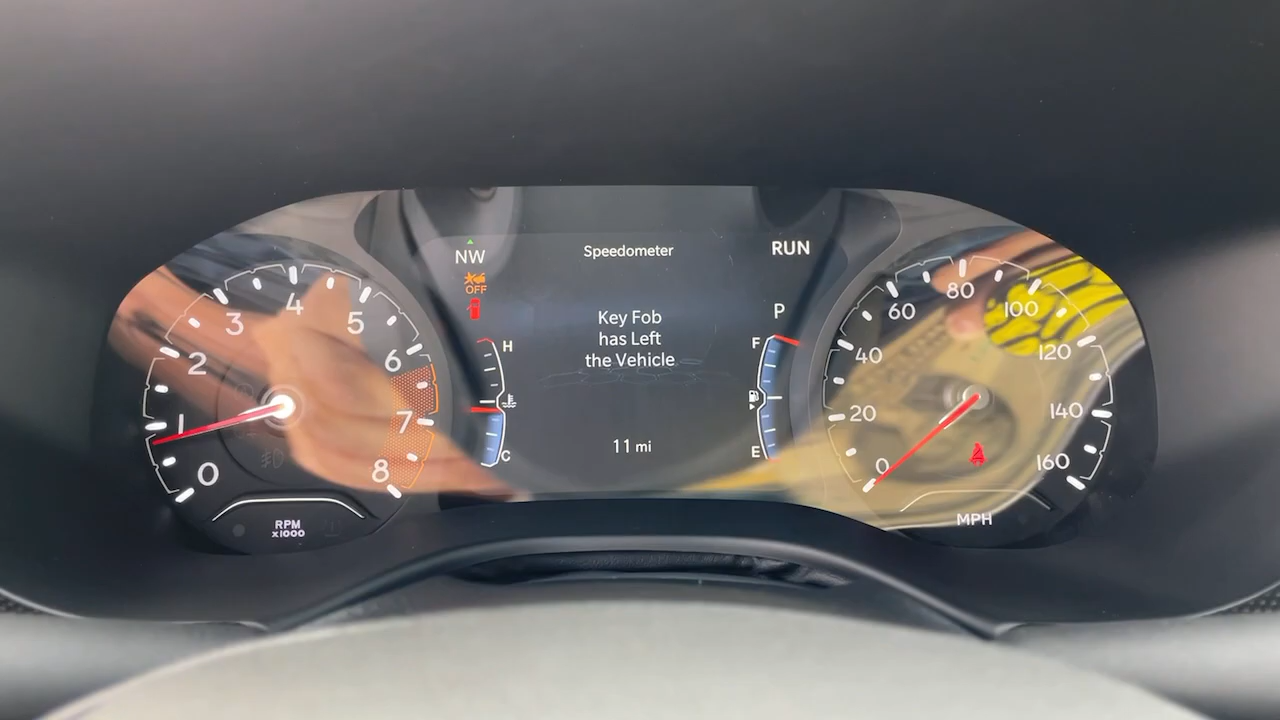 NW
Speedometer
RUN
OFF
P
Key Fob
has Left
the Vehicle
H
C
F
E
11 mi
0
1
2
3
4
5
6
7
8
RPM
x1000
0
20
40
60
80
100
120
140
160
MPH